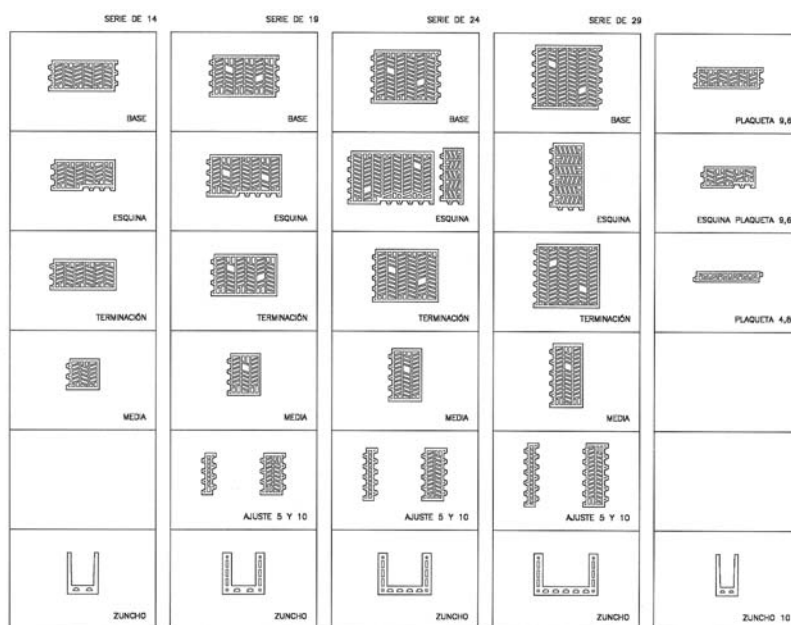 SERIE DE 14 SERIE DE 19 SERIE DE 24 SERIE DE 29
BASE BASE BASE BASE PLAQUETA 9,6
ESQUINA ESQUINA ESQUINA ESQUINA ESQUINA PLAQUETA 9,6
TERMINACIÓN TERMINACIÓN TERMINACIÓN TERMINACIÓN PLAQUETA 4,8
MEDIA MEDIA MEDIA MEDIA
AJUSTE 5 Y 10 AJUSTE 5 Y 10 AJUSTE 5 Y 10
ZUNCHO ZUNCHO ZUNCHO ZUNCHO ZUNCHO 10